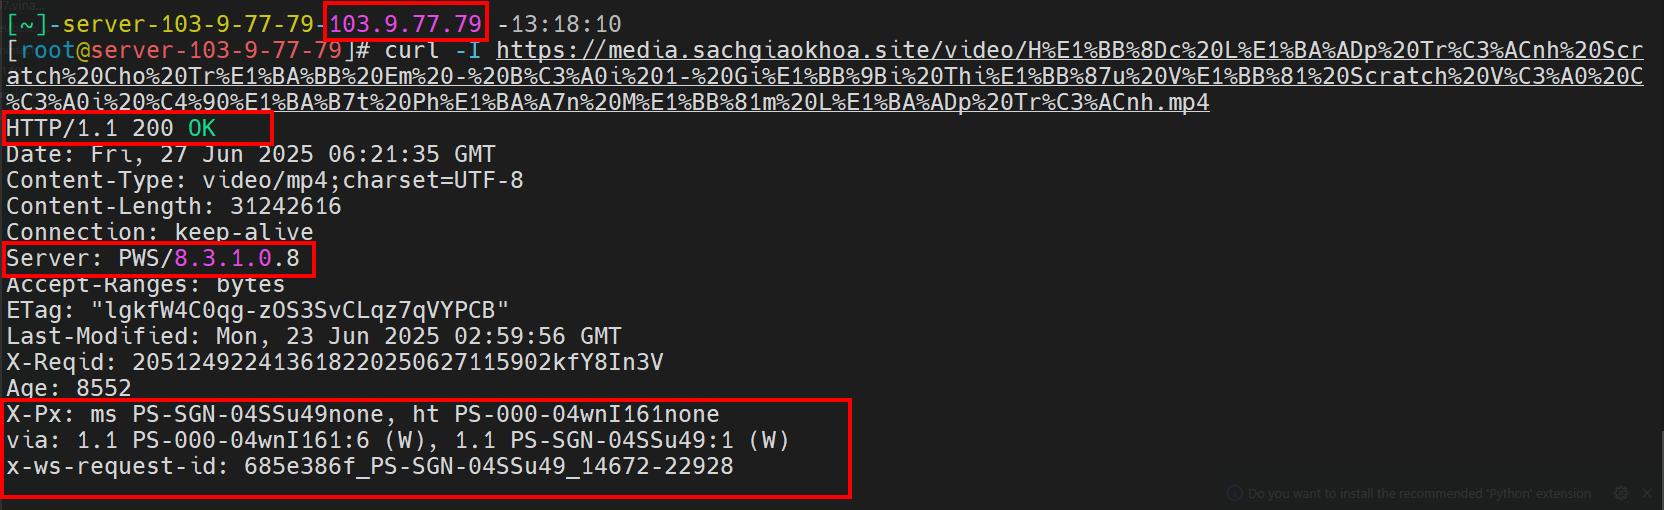 [~]-server-103-9-77-79-103.9.77.79 -13:18:10
[root@server-103-9-77-79]# curl -I https://media.sachgiaokhoa.site/video/H%E1%BB%8Dc%20L%E1%BA%ADp%20Tr%C3%ACnh%20Scr
atch%20Cho%20Tr%E1%BA%BB%20Em%20-%20B%C3%A0i%201-%20Gi%E1%BB%9Bi%20Thi%E1%BB%87u%20V%E1%BB%81%20Scratch%20V%C3%A0%20C
%C3%A0i%20%C4%90%E1%BA%B7t%20Ph%E1%BA%A7n%20M%E1%BB%81m%20L%E1%BA%ADp%20Tr%C3%ACnh.mp4
HTTP/1.1 200 OK
Date: Fri, 27 Jun 2025 06:21:35 GMT
Content-Type: video/mp4;charset=UTF-8
Content-Length: 31242616
Connection: keep-alive
Server: PWS/8.3.1.0.8
Accept-Ranges: bytes
ETag: "lgkfW4C0qg-zOS3SvCLqz7qVYPCB"
Last-Modified: Mon, 23 Jun 2025 02:59:56 GMT
X-Reqid: 205124922413618220250627115902kfY8In3V
Age: 8552
X-Px: ms PS-SGN-04SSu49none, ht PS-000-04wnI161none
via: 1.1 PS-000-04wnI161:6 (W), 1.1 PS-SGN-04SSu49:1 (W)
x-ws-request-id: 685e386f_PS-SGN-04SSu49_14672-22928
Do you want to install the recommended 'Python' extension